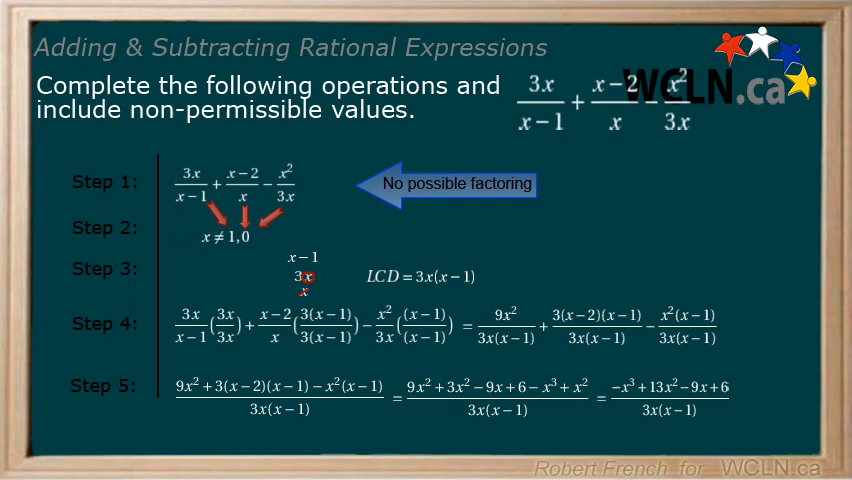 Adding & Subtracting Rational Expressions
Complete the following operations and
include non-permissible values.
3x/(x−1) + (x−2)/x − x²/3x
WCLN.ca
Step 1: 3x/(x−1) + (x−2)/x − x²/3x No possible factoring
Step 2: x ≠ 1,0
x−1
Step 3: 3x LCD = 3x(x−1)
x
Step 4: 3x/(x−1) (3x/3x) + (x−2)/x (3(x−1)/3(x−1)) − x²/3x ((x−1)/(x−1)) = 9x²/3x(x−1) + 3(x−2)(x−1)/3x(x−1) − x²(x−1)/3x(x−1)
Step 5: (9x²+3(x−2)(x−1)−x²(x−1))/3x(x−1) = (9x²+3x²−9x+6−x³+x²)/3x(x−1) = (−x³+13x²−9x+6)/3x(x−1)
Robert French for WCLN.ca